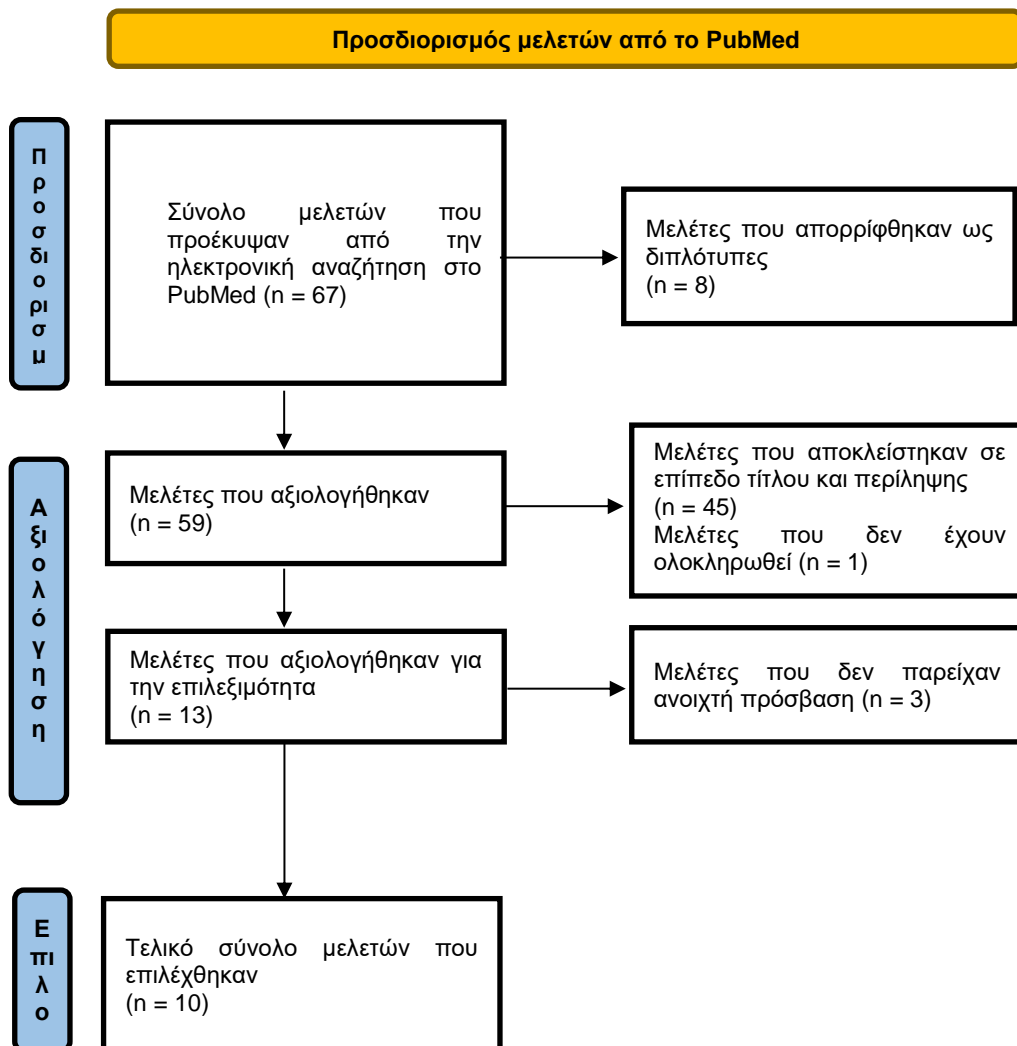 Προσδιορισμός μελετών από το PubMed
Π
ρ
ο
σ
δι
ο
ρι
σ
μ
Σύνολο μελετών που
προέκυψαν από την
ηλεκτρονική αναζήτηση στο
PubMed (n = 67)
Μελέτες που απορρίφθηκαν ως
διπλότυπες
(n = 8)
Α
ξι
ο
λ
ό
γ
η
σ
η
Μελέτες που αξιολογήθηκαν
(n = 59)
Μελέτες που αποκλείστηκαν σε
επίπεδο τίτλου και περίληψης
(n = 45)
Μελέτες που δεν έχουν
ολοκληρωθεί (n = 1)
Μελέτες που αξιολογήθηκαν για
την επιλεξιμότητα
(n = 13)
Μελέτες που δεν παρείχαν
ανοιχτή πρόσβαση (n = 3)
Ε
πι
λ
ο
Τελικό σύνολο μελετών που
επιλέχθηκαν
(n = 10)